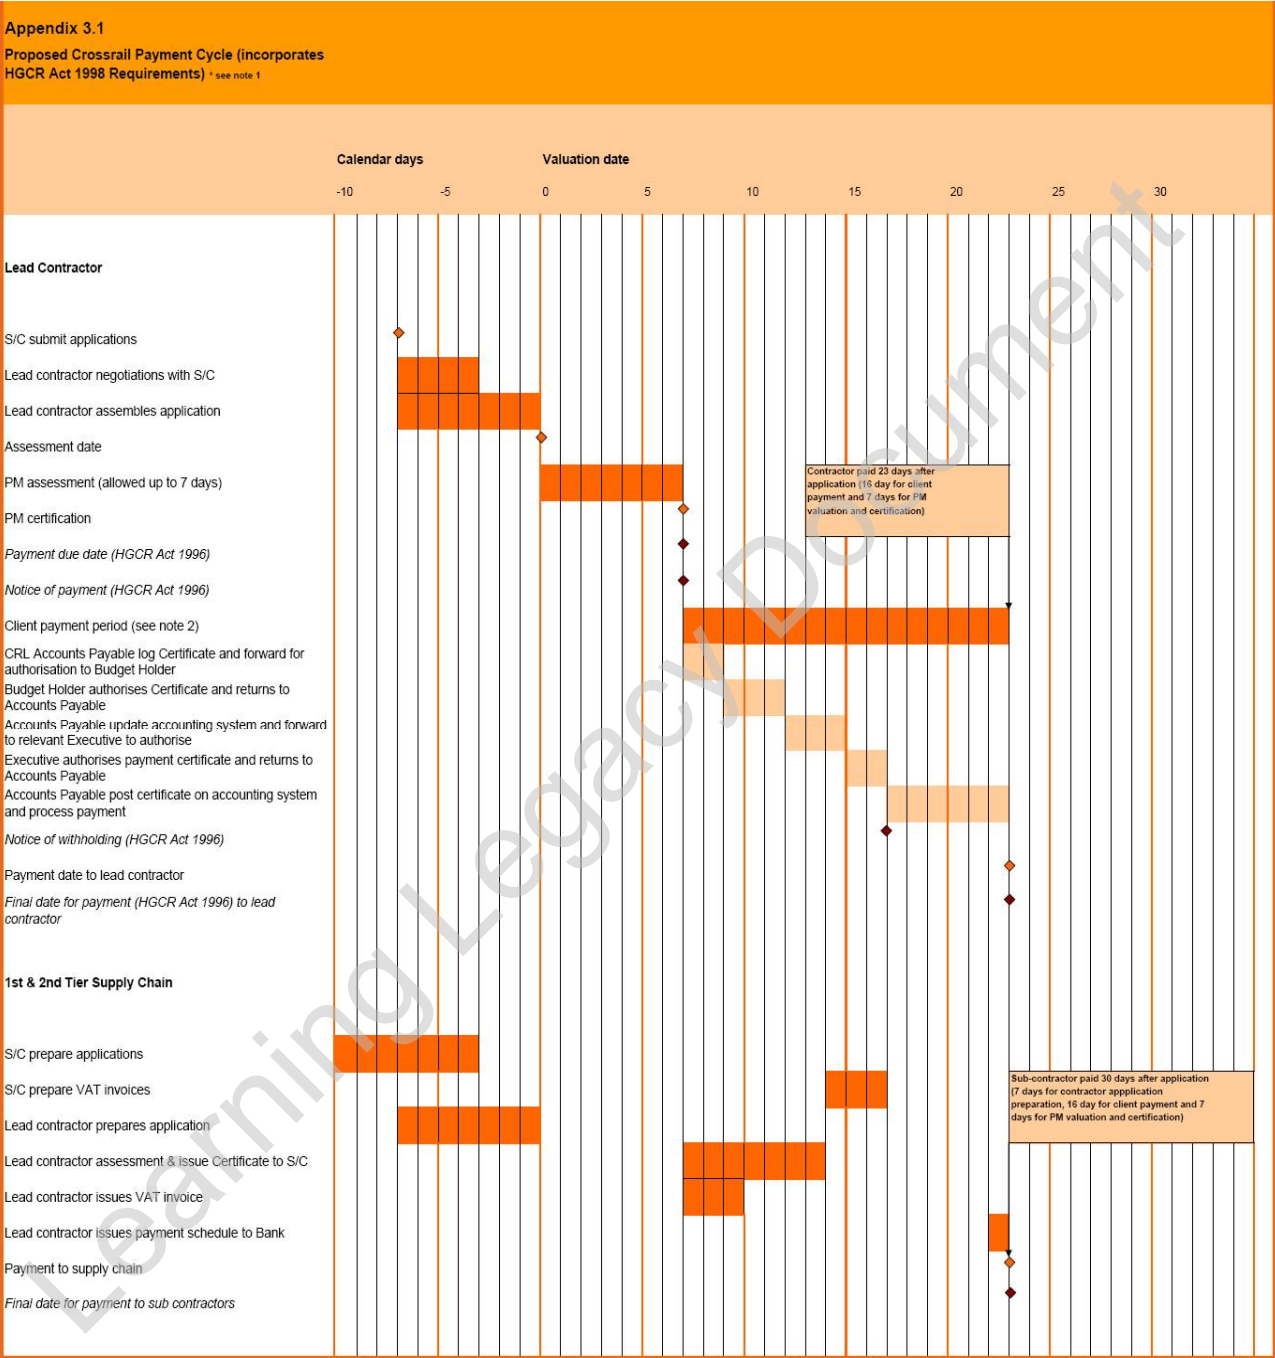 Appendix 3.1
Proposed Crossrail Payment Cycle (incorporates
HGCR Act 1998 Requirements) * see note 1
Calendar days Valuation date
-10 -5 0 5 10 15 20 25 30
Lead Contractor
S/C submit applications
Lead contractor negotiations with S/C
Lead contractor assembles application
Assessment date
PM assessment (allowed up to 7 days)
Contractor paid 23 days after
application (16 day for client
payment and 7 days for PM
valuation and certification)
PM certification
Payment due date (HGCR Act 1996)
Notice of payment (HGCR Act 1996)
Client payment period (see note 2)
CRL Accounts Payable log Certificate and forward for
authorisation to Budget Holder
Budget Holder authorises Certificate and returns to
Accounts Payable
Accounts Payable update accounting system and forward
to relevant Executive to authorise
Executive authorises payment certificate and returns to
Accounts Payable
Accounts Payable post certificate on accounting system
and process payment
Notice of withholding (HGCR Act 1996)
Payment date to lead contractor
Final date for payment (HGCR Act 1996) to lead
contractor
1st & 2nd Tier Supply Chain
S/C prepare applications
S/C prepare VAT invoices
Sub-contractor paid 30 days after application
(7 days for contractor appplication
preparation, 16 day for client payment and 7
days for PM valuation and certification)
Lead contractor prepares application
Lead contractor assessment & issue Certificate to S/C
Lead contractor issues VAT invoice
Lead contractor issues payment schedule to Bank
Payment to supply chain
Final date for payment to sub contractors
Learning Legacy Document